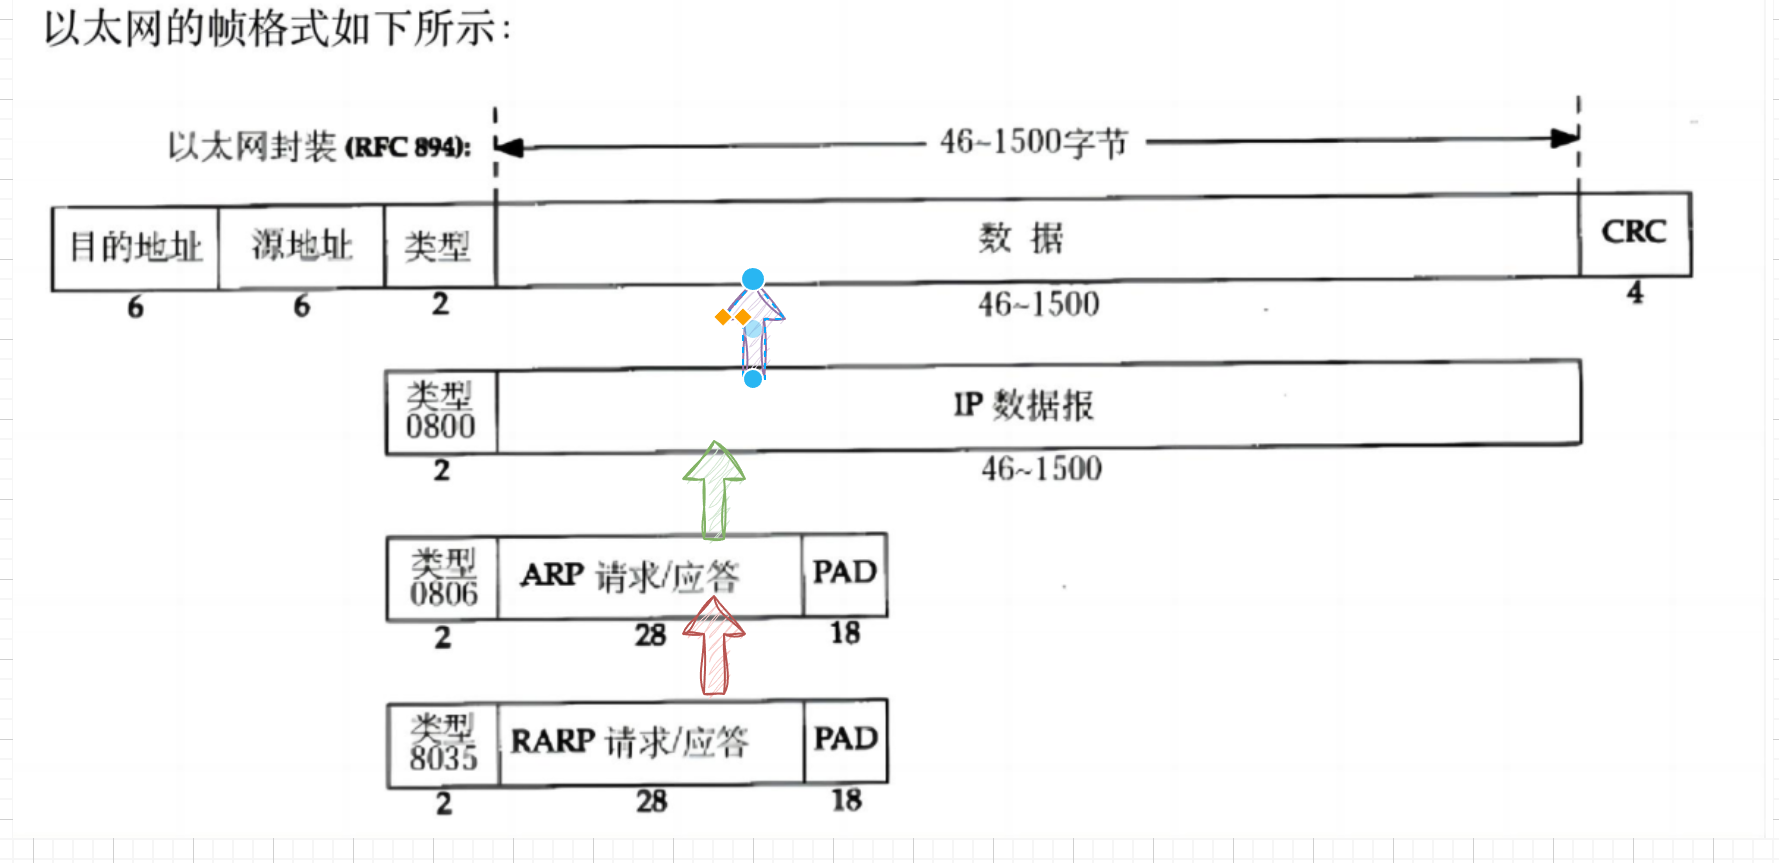 以太网的帧格式如下所示:
以太网封装 (RFC 894):
46~1500字节
目的地址 源地址 类型 数 据 CRC
6 6 2 46~1500 4
类型
0800
IP 数据报
2 46~1500
类型
0806
ARP 请求/应答 PAD
2 28 18
类型
8035
RARP 请求/应答 PAD
2 28 18